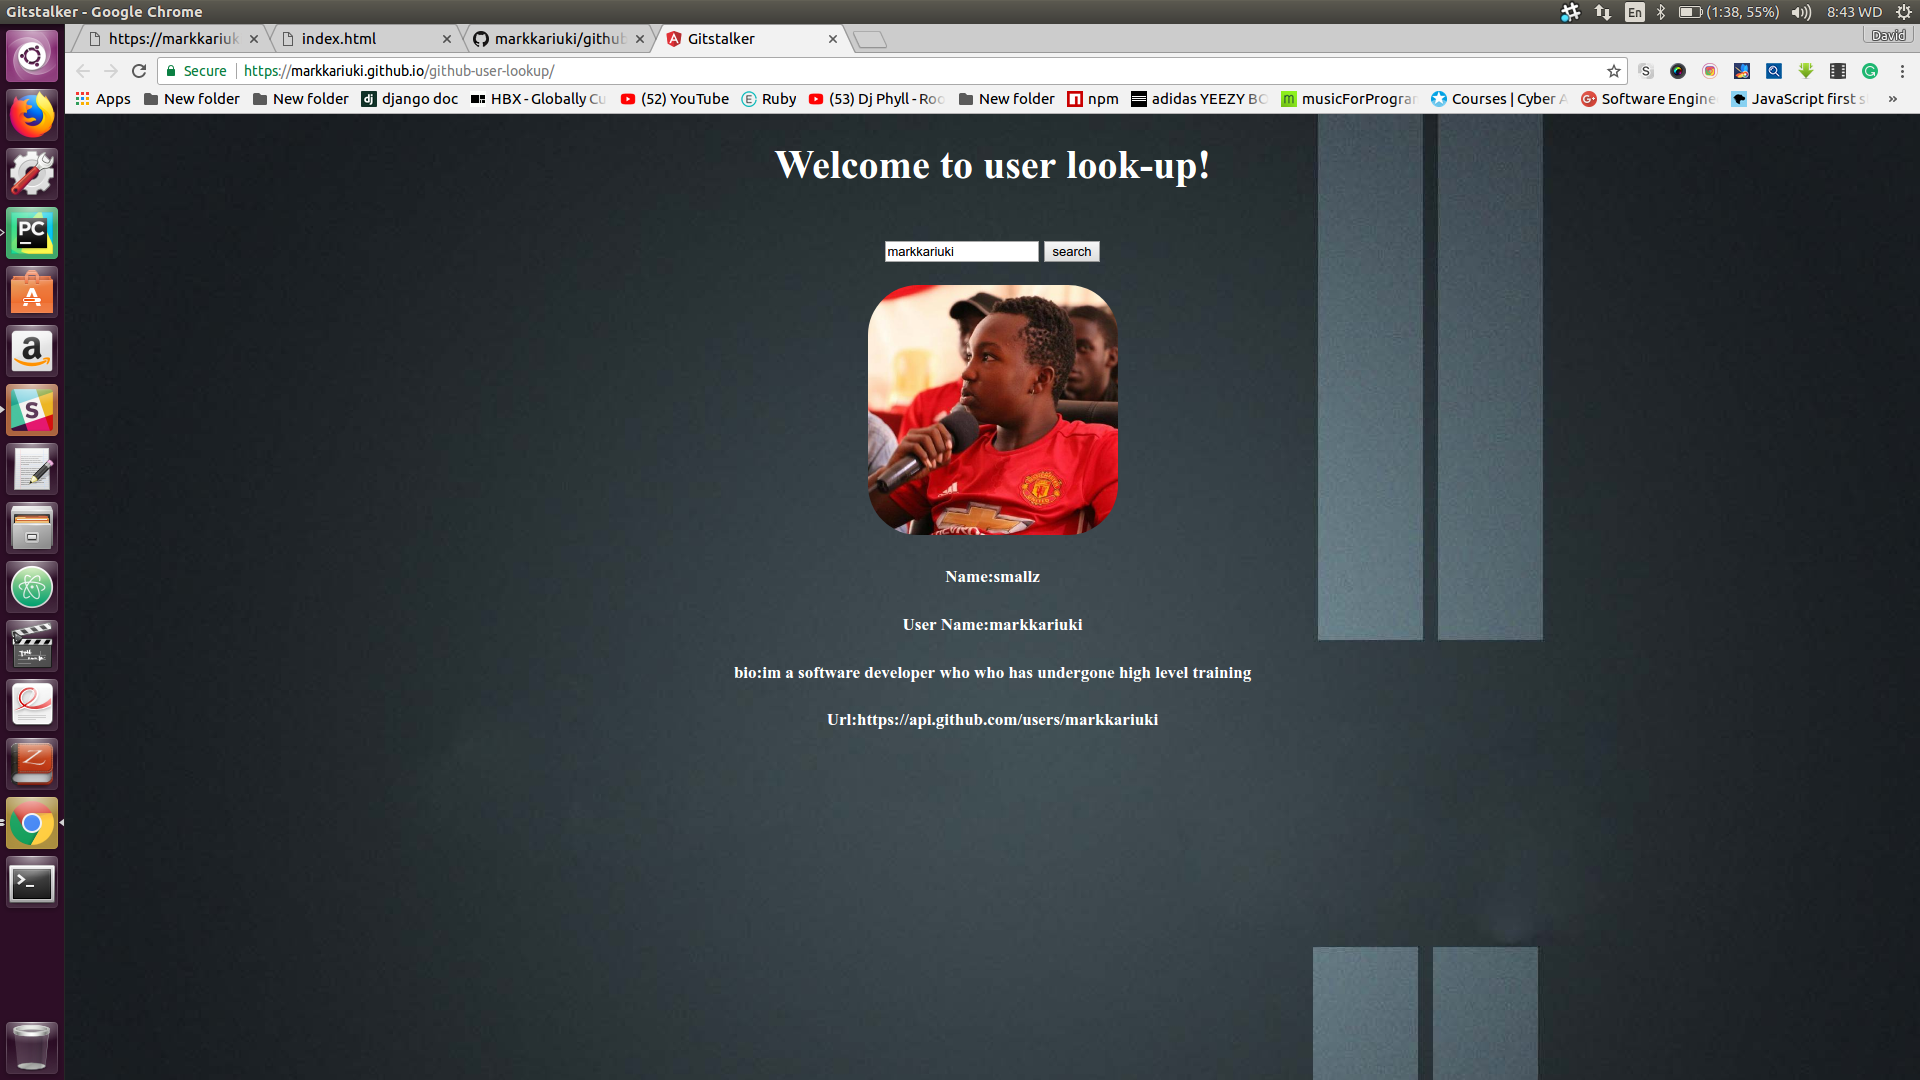 Gitstalker - Google Chrome
En
(1:38, 55%)
8:43 WD
https://markkariuk
index.html
markkariuki/github
Gitstalker
David
Secure
https://markkariuki.github.io/github-user-lookup/
Apps
New folder
New folder
django doc
HBX - Globally Cu
(52) YouTube
Ruby
(53) Dj Phyll - Roo
New folder
npm
adidas YEEZY BO
musicForProgram
Courses | Cyber A
Software Engine
JavaScript first s
»
Welcome to user look-up!
markkariuki
search
Name:smallz
User Name:markkariuki
bio:im a software developer who who has undergone high level training
Url:https://api.github.com/users/markkariuki